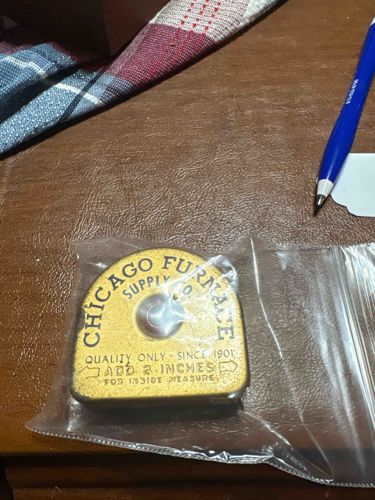 CHICAGO FURNACE
SUPPLY CO
QUALITY ONLY - SINCE 1901
ADD 2 INCHES
FOR INSIDE MEASURE